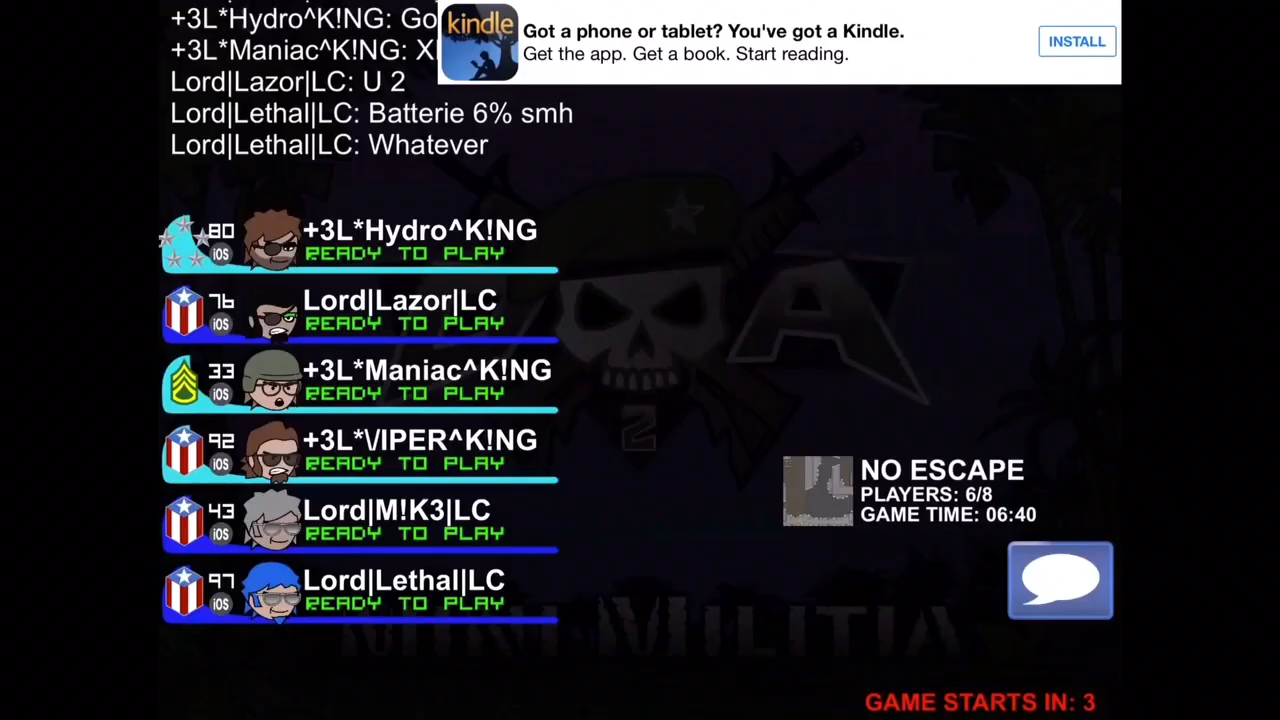 +3L*Hydro^K!NG: Go
+3L*Maniac^K!NG:
Lord|Lazor|LC: U 2
Lord|Lethal|LC: Batterie 6% smh
Lord|Lethal|LC: Whatever
kindle
Got a phone or tablet? You've got a Kindle.
Get the app. Get a book. Start reading.
INSTALL
80 +3L*Hydro^K!NG
iOS READY TO PLAY
76 Lord|Lazor|LC
iOS READY TO PLAY
33 +3L*Maniac^K!NG
iOS READY TO PLAY
92 +3L*\/IPER^K!NG
iOS READY TO PLAY
43 Lord|M!K3|LC
iOS READY TO PLAY
97 Lord|Lethal|LC
iOS READY TO PLAY
2
NO ESCAPE
PLAYERS: 6/8
GAME TIME: 06:40
MINI MILITIA
GAME STARTS IN: 3